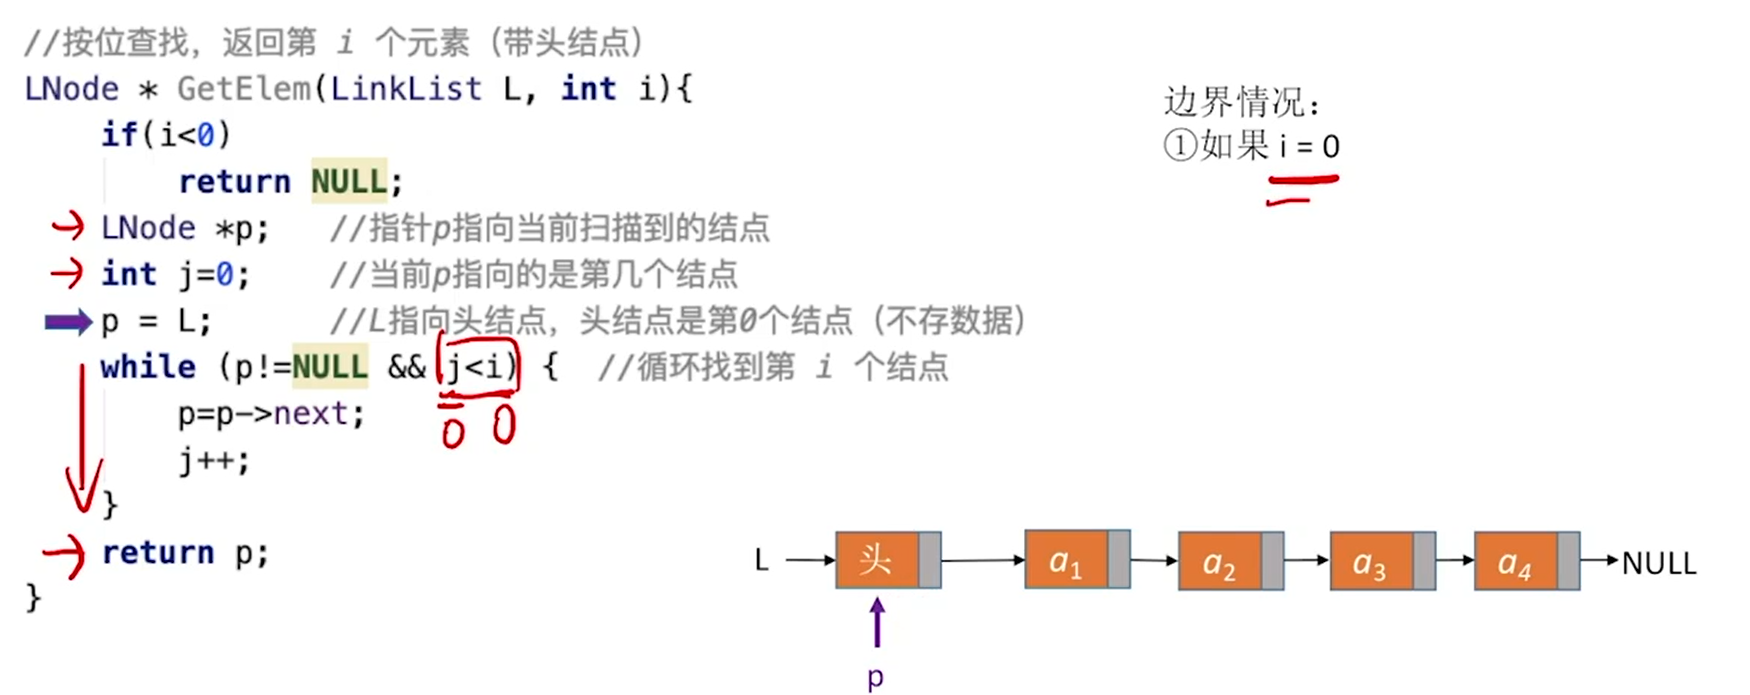 //按位查找，返回第 i 个元素（带头结点）
LNode * GetElem(LinkList L, int i){
if(i<0)
return NULL;
LNode *p; //指针p指向当前扫描到的结点
int j=0; //当前p指向的是第几个结点
p = L; //L指向头结点，头结点是第0个结点（不存数据）
while (p!=NULL && j<i) { //循环找到第 i 个结点
0 0
p=p->next;
j++;
}
return p;
}
边界情况：
①如果 i = 0
L 头 a1 a2 a3 a4 NULL
p